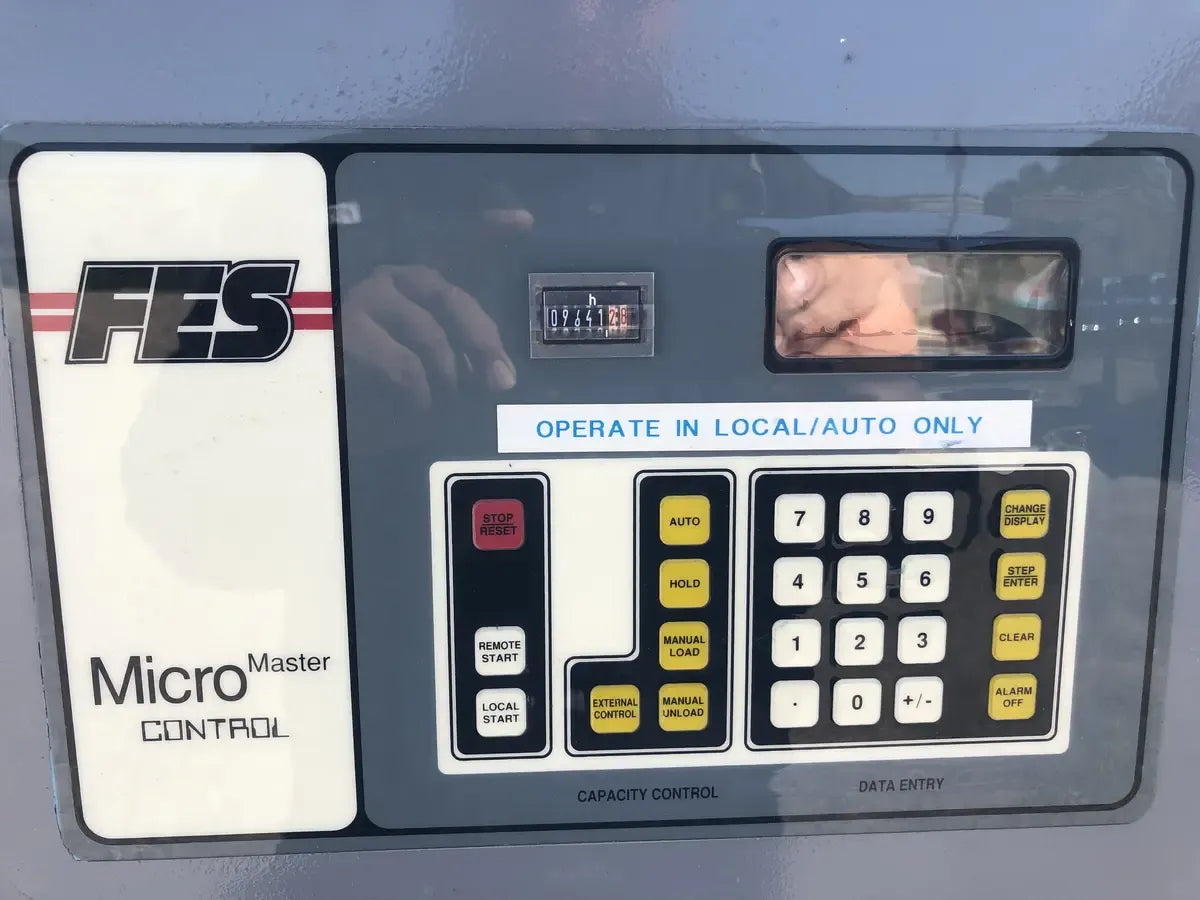 FES
h
09641 28
OPERATE IN LOCAL/AUTO ONLY
STOP
RESET
AUTO
7 8 9
CHANGE
DISPLAY
HOLD
4 5 6
STEP
ENTER
REMOTE
START
MANUAL
LOAD
1 2 3
CLEAR
LOCAL
START
EXTERNAL
CONTROL
MANUAL
UNLOAD
. 0 +/-
ALARM
OFF
Micro Master
CONTROL
CAPACITY CONTROL
DATA ENTRY